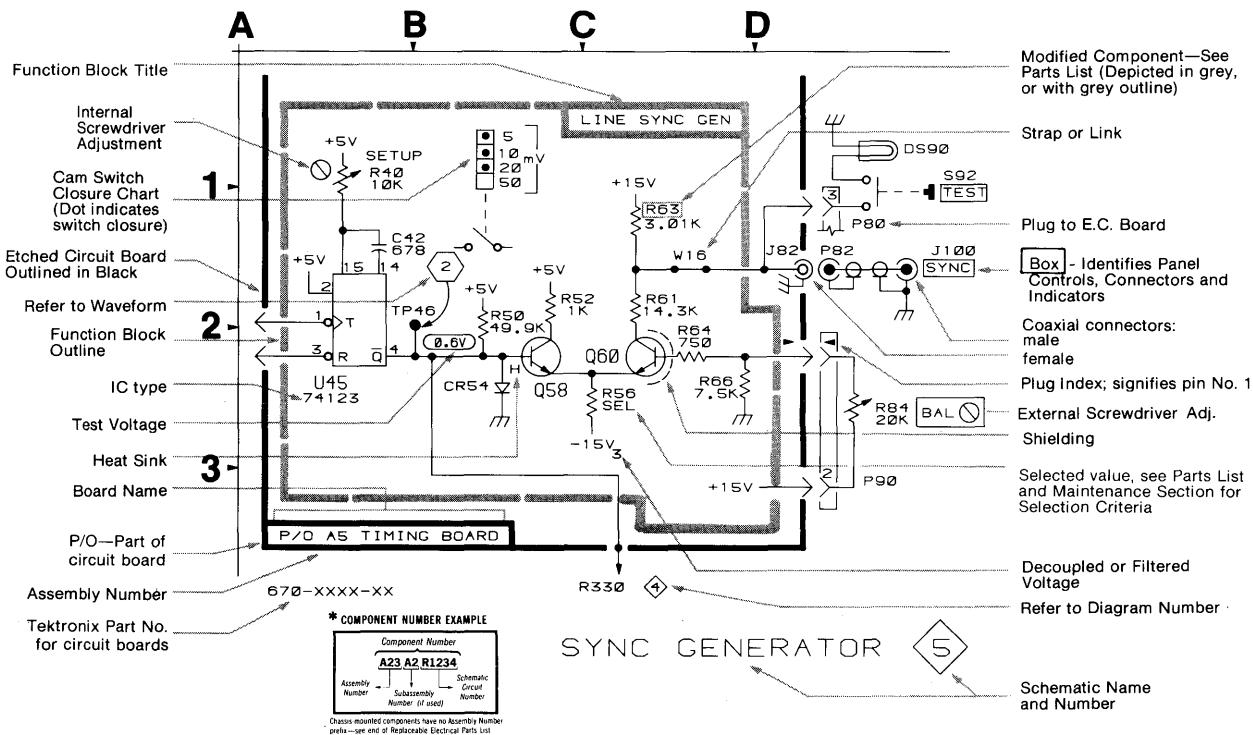 A B C D
1
2
3
Function Block Title
Internal
Screwdriver
Adjustment
Cam Switch
Closure Chart
(Dot indicates
switch closure)
Etched Circuit Board
Outlined in Black
Refer to Waveform
Function Block
Outline
IC type
Test Voltage
Heat Sink
Board Name
P/O—Part of
circuit board
Assembly Number
Tektronix Part No.
for circuit boards
LINE SYNC GEN
+5V
SETUP
R40
10K
5
10
20
50
mV
C42
678
+5V
15 14
2
1
T
3
R
Q̅
4
U45
74123
2
TP46
0.6V
+5V
R50
49.9K
CR54
H
+5V
R52
1K
Q58
Q60
R56
SEL
-15V
3
+15V
R63
3.01K
W16
R61
14.3K
R64
750
R66
7.5K
+15V
DS90
S92
TEST
3
P80
J82
P82
J100
SYNC
1
R84
20K
BAL
2
P90
P/O A5 TIMING BOARD
670-XXXX-XX
R330
4
Modified Component—See
Parts List (Depicted in grey,
or with grey outline)
Strap or Link
Plug to E.C. Board
Box - Identifies Panel
Controls, Connectors and
Indicators
Coaxial connectors:
male
female
Plug Index; signifies pin No. 1
External Screwdriver Adj.
Shielding
Selected value, see Parts List
and Maintenance Section for
Selection Criteria
Decoupled or Filtered
Voltage
Refer to Diagram Number
* COMPONENT NUMBER EXAMPLE
Component Number
A23 A2 R1234
Assembly
Number
Subassembly
Number (if used)
Schematic
Circuit
Number
Chassis-mounted components have no Assembly Number
prefix—see end of Replaceable Electrical Parts List
SYNC GENERATOR
5
Schematic Name
and Number